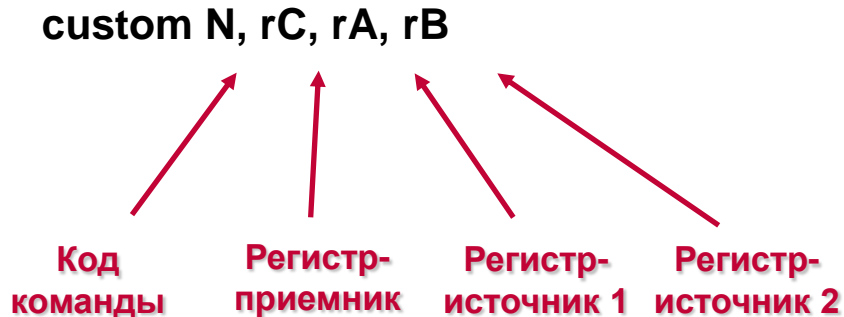 custom N, rC, rA, rB
Код
команды
Регистр-
приемник
Регистр-
источник 1
Регистр-
источник 2